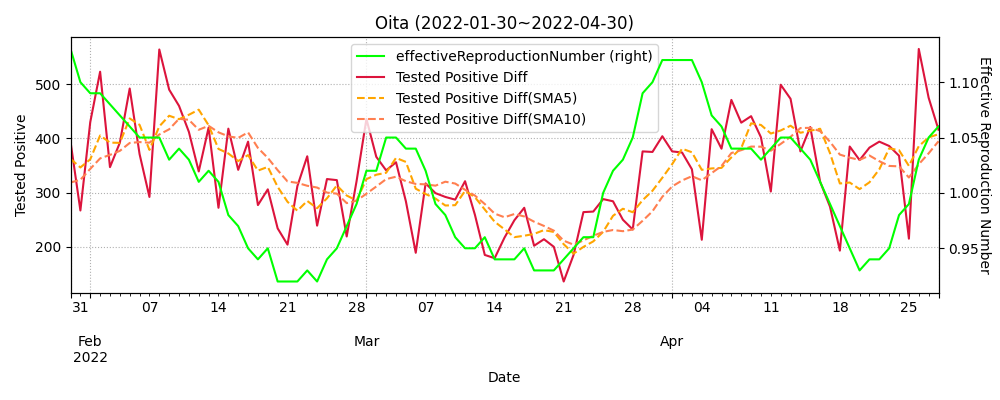 Oita (2022-01-30~2022-04-30)
effectiveReproductionNumber (right)
Tested Positive Diff
Tested Positive Diff(SMA5)
Tested Positive Diff(SMA10)
Tested Positive
500
400
300
200
1.10
1.05
1.00
0.95
Effective Reproduction Number
31 07 14 21 28 07 14 21 28 04 11 18 25
Feb Mar Apr
2022
Date